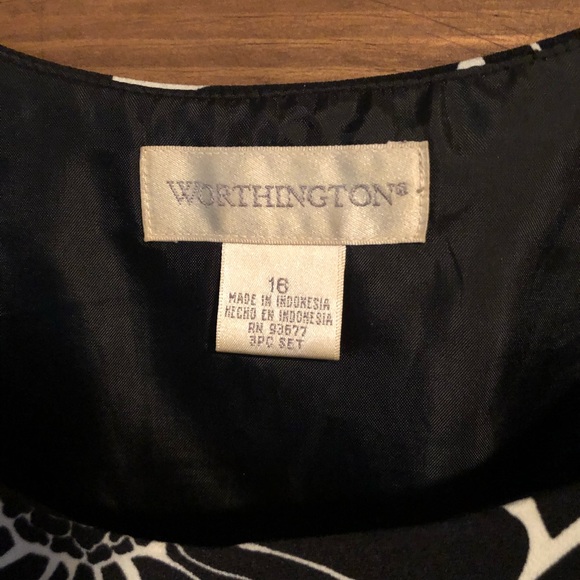 WORTHINGTON®
16
MADE IN INDONESIA
HECHO EN INDONESIA
RN 93677
3PC SET